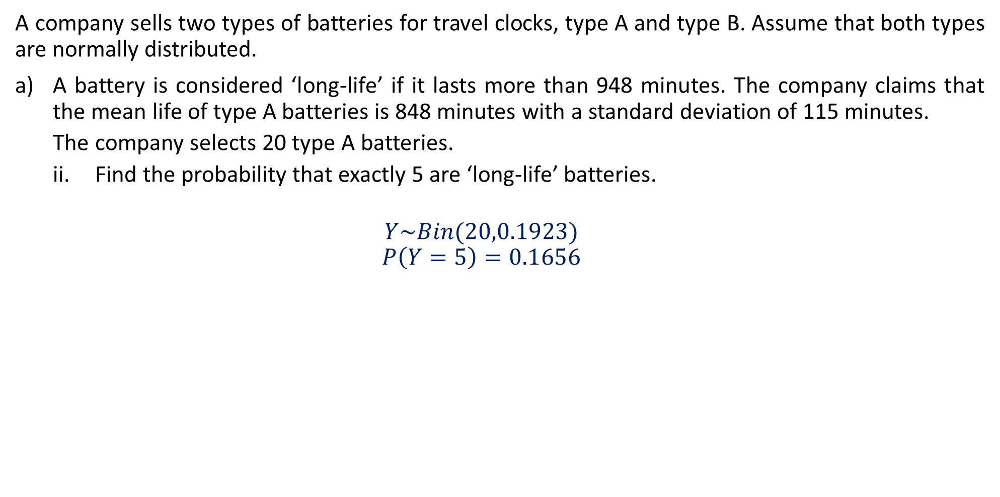 A company sells two types of batteries for travel clocks, type A and type B. Assume that both types
are normally distributed.
a) A battery is considered ‘long-life’ if it lasts more than 948 minutes. The company claims that
the mean life of type A batteries is 848 minutes with a standard deviation of 115 minutes.
The company selects 20 type A batteries.
ii. Find the probability that exactly 5 are ‘long-life’ batteries.
Y~Bin(20,0.1923)
P(Y = 5) = 0.1656